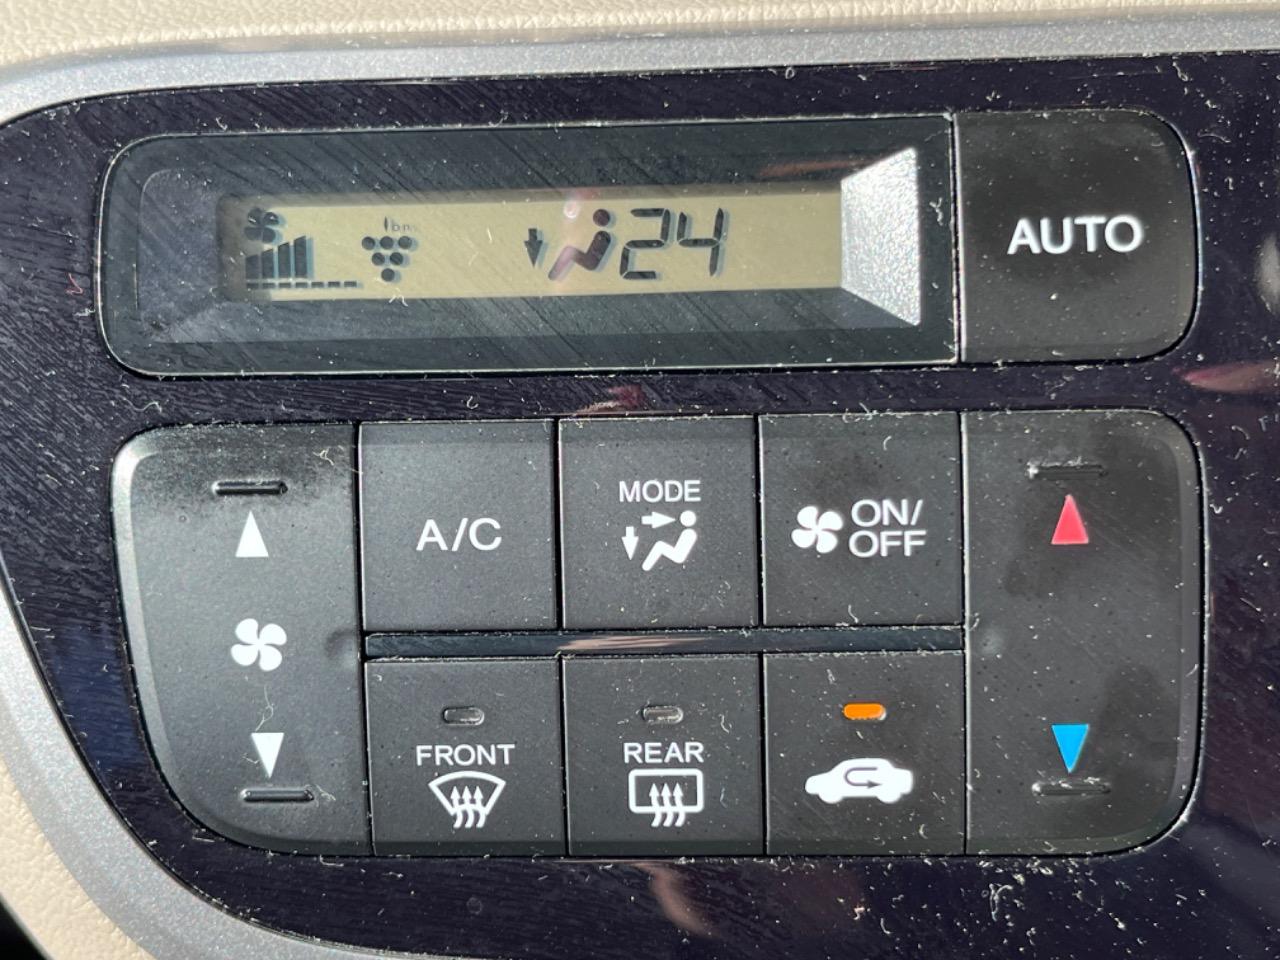 24
AUTO
A/C
MODE
ON/
OFF
FRONT
REAR